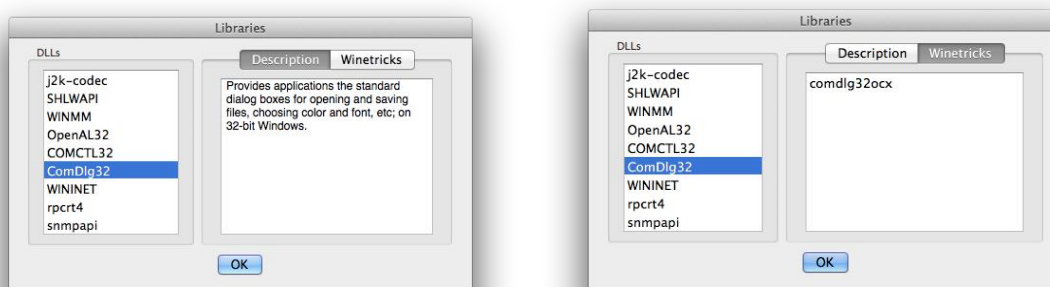 Libraries
DLLs
Description
Winetricks
j2k-codec
SHLWAPI
WINMM
OpenAL32
COMCTL32
ComDlg32
WININET
rpcrt4
snmpapi
Provides applications the standard
dialog boxes for opening and saving
files, choosing color and font, etc; on
32-bit Windows.
OK
Libraries
DLLs
Description
Winetricks
j2k-codec
SHLWAPI
WINMM
OpenAL32
COMCTL32
ComDlg32
WININET
rpcrt4
snmpapi
comdlg32ocx
OK